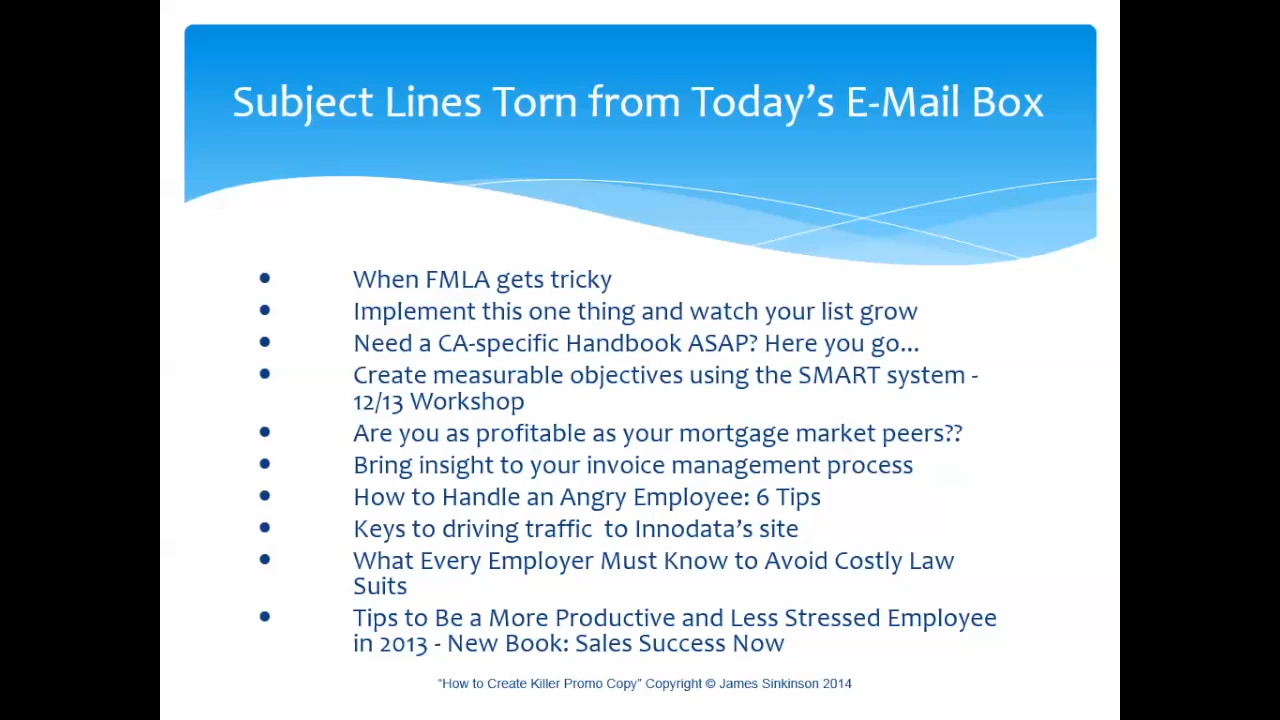 Subject Lines Torn from Today’s E-Mail Box
• When FMLA gets tricky
• Implement this one thing and watch your list grow
• Need a CA-specific Handbook ASAP? Here you go...
• Create measurable objectives using the SMART system -
12/13 Workshop
• Are you as profitable as your mortgage market peers??
• Bring insight to your invoice management process
• How to Handle an Angry Employee: 6 Tips
• Keys to driving traffic  to Innodata’s site
• What Every Employer Must Know to Avoid Costly Law
Suits
• Tips to Be a More Productive and Less Stressed Employee
in 2013 - New Book: Sales Success Now
“How to Create Killer Promo Copy” Copyright © James Sinkinson 2014